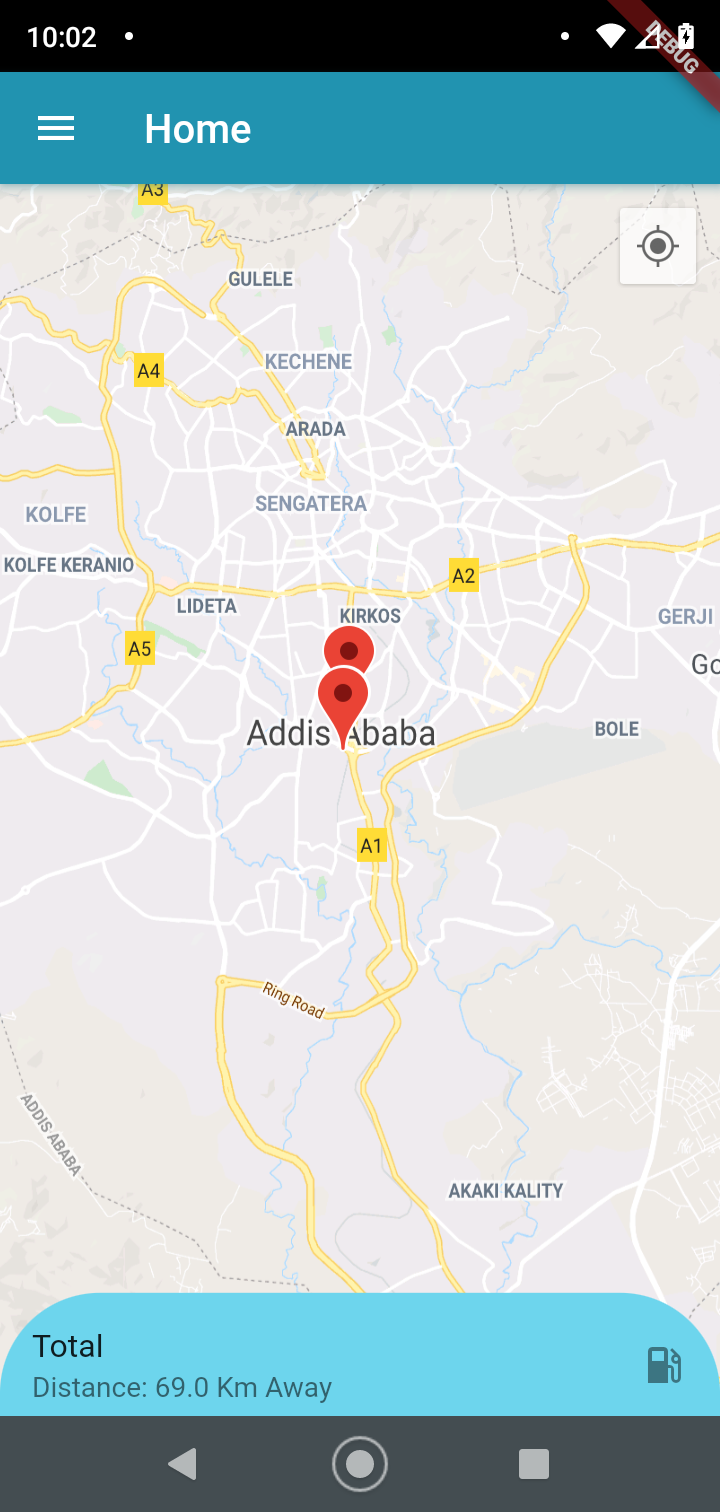 10:02
DEBUG
Home
A3
GULELE
KECHENE
A4
ARADA
SENGATERA
KOLFE
KOLFE KERANIO
A2
LIDETA
KIRKOS
GERJI
A5
Go
BOLE
Addis Ababa
A1
Ring Road
ADDIS ABABA
AKAKI KALITY
Total
Distance: 69.0 Km Away